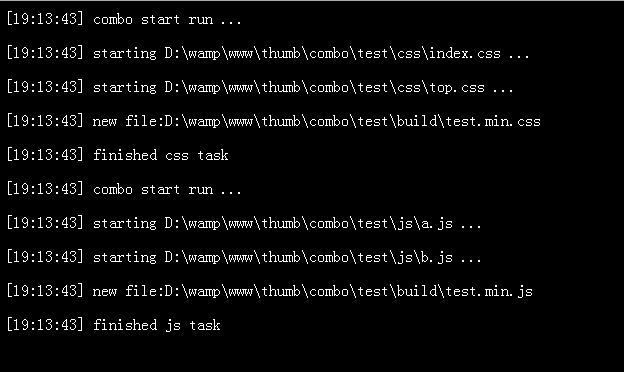 [19:13:43] combo start run ...
[19:13:43] starting D:\wamp\www\thumb\combo\test\css\index.css ...
[19:13:43] starting D:\wamp\www\thumb\combo\test\css\top.css ...
[19:13:43] new file:D:\wamp\www\thumb\combo\test\build\test.min.css
[19:13:43] finished css task
[19:13:43] combo start run ...
[19:13:43] starting D:\wamp\www\thumb\combo\test\js\a.js ...
[19:13:43] starting D:\wamp\www\thumb\combo\test\js\b.js ...
[19:13:43] new file:D:\wamp\www\thumb\combo\test\build\test.min.js
[19:13:43] finished js task